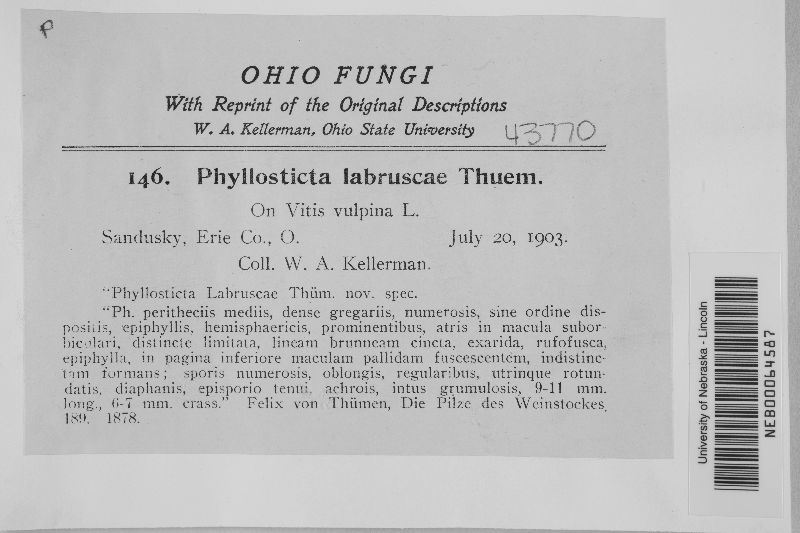 P
OHIO FUNGI
With Reprint of the Original Descriptions
W. A. Kellerman, Ohio State University 43770
146. Phyllosticta labruscae Thuem.
On Vitis vulpina L.
Sandusky, Erie Co., O. July 20, 1903.
Coll. W. A. Kellerman.
"Phyllosticta Labruscae Thüm. nov. spec.
"Ph. peritheciis mediis, dense gregariis, numerosis, sine ordine dis-
positis, epiphyllis, hemisphaericis, prominentibus, atris in macula subor-
biculari, distincte limitata, lineam brunneam cincta, exarida, rufofusca,
epiphylla, in pagina inferiore maculam pallidam fuscescentem, indistinc-
tam formans; sporis numerosis, oblongis, regularibus, utrinque rotun-
datis, diaphanis, episporio tenui, achrois, intus grumulosis, 9-11 mm.
long., 6-7 mm. crass." Felix von Thümen, Die Pilze des Weinstockes,
189. 1878.
University of Nebraska - Lincoln
NEB00064587